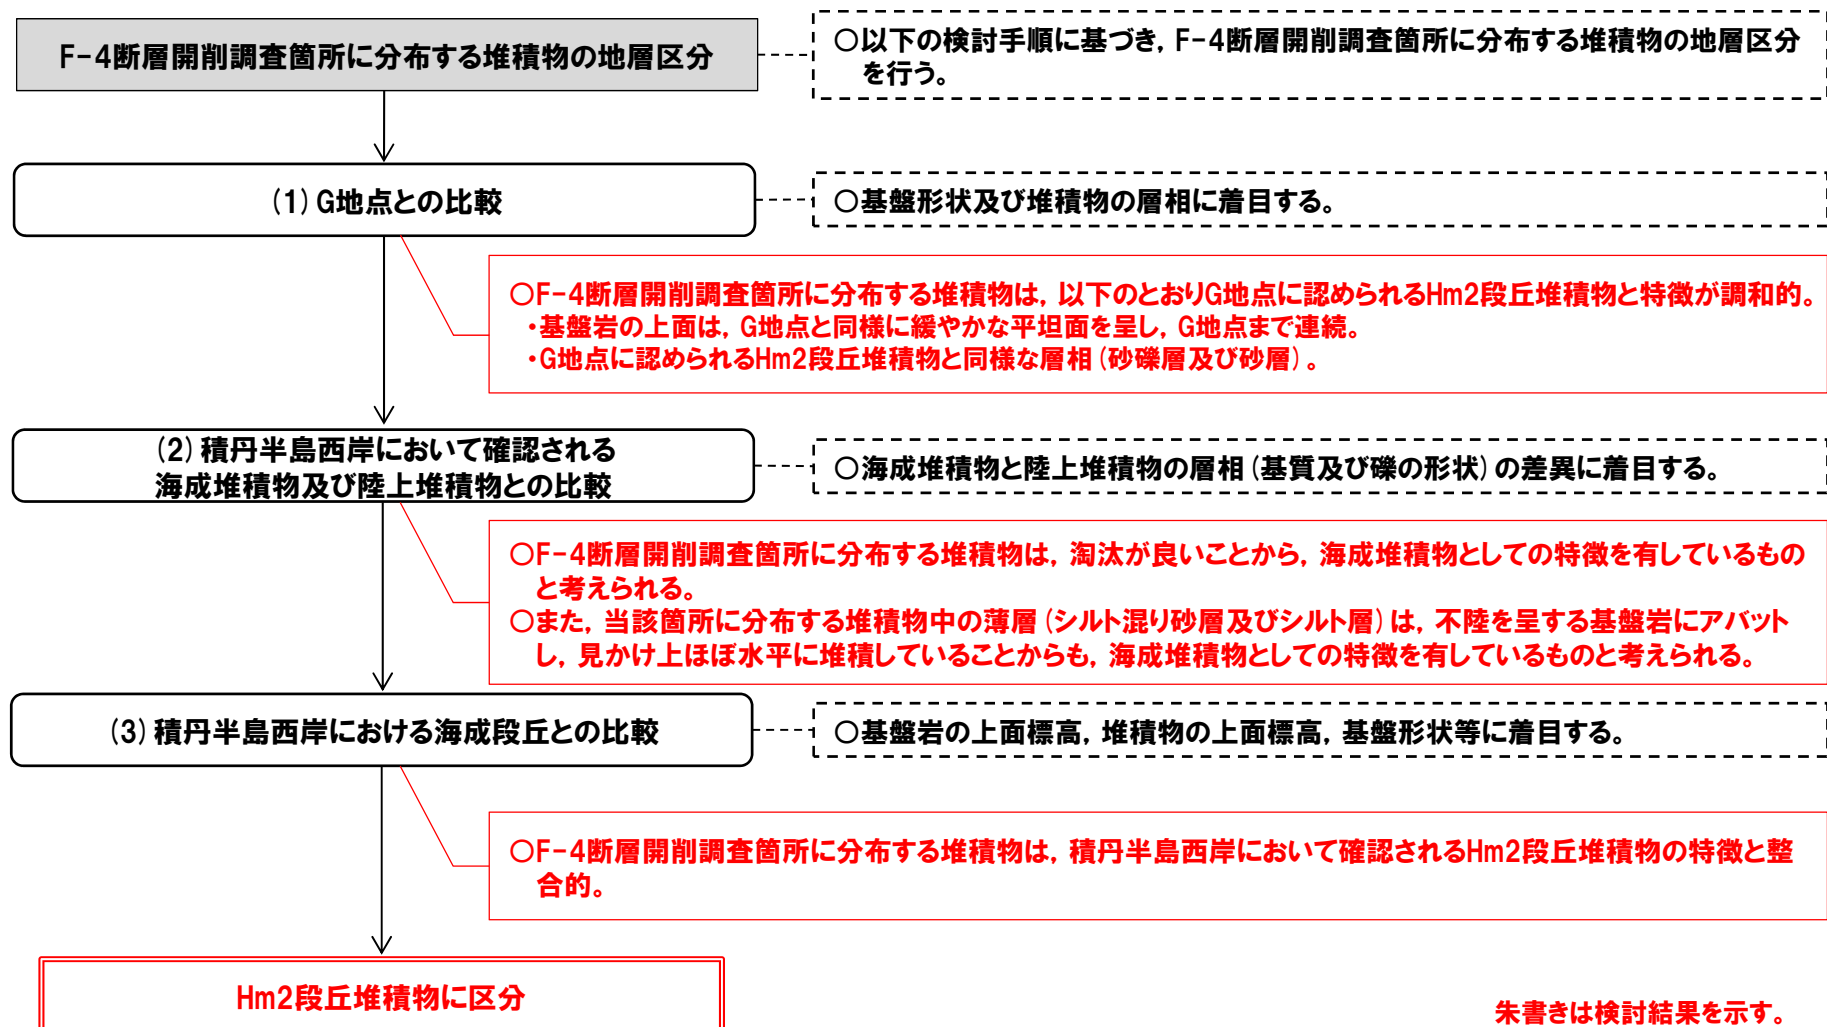 F-4断層開削調査箇所に分布する堆積物の地層区分
○以下の検討手順に基づき，F-4断層開削調査箇所に分布する堆積物の地層区分
を行う。
(1)G地点との比較
○基盤形状及び堆積物の層相に着目する。
○F-4断層開削調査箇所に分布する堆積物は，以下のとおりG地点に認められるHm2段丘堆積物と特徴が調和的。
・基盤岩の上面は，G地点と同様に緩やかな平坦面を呈し，G地点まで連続。
・G地点に認められるHm2段丘堆積物と同様な層相(砂礫層及び砂層)。
(2)積丹半島西岸において確認される
海成堆積物及び陸上堆積物との比較
○海成堆積物と陸上堆積物の層相(基質及び礫の形状)の差異に着目する。
○F-4断層開削調査箇所に分布する堆積物は，淘汰が良いことから，海成堆積物としての特徴を有しているもの
と考えられる。
○また，当該箇所に分布する堆積物中の薄層(シルト混り砂層及びシルト層)は，不陸を呈する基盤岩にアバット
し，見かけ上ほぼ水平に堆積していることからも，海成堆積物としての特徴を有しているものと考えられる。
(3)積丹半島西岸における海成段丘との比較
○基盤岩の上面標高，堆積物の上面標高，基盤形状等に着目する。
○F-4断層開削調査箇所に分布する堆積物は，積丹半島西岸において確認されるHm2段丘堆積物の特徴と整
合的。
Hm2段丘堆積物に区分
朱書きは検討結果を示す。